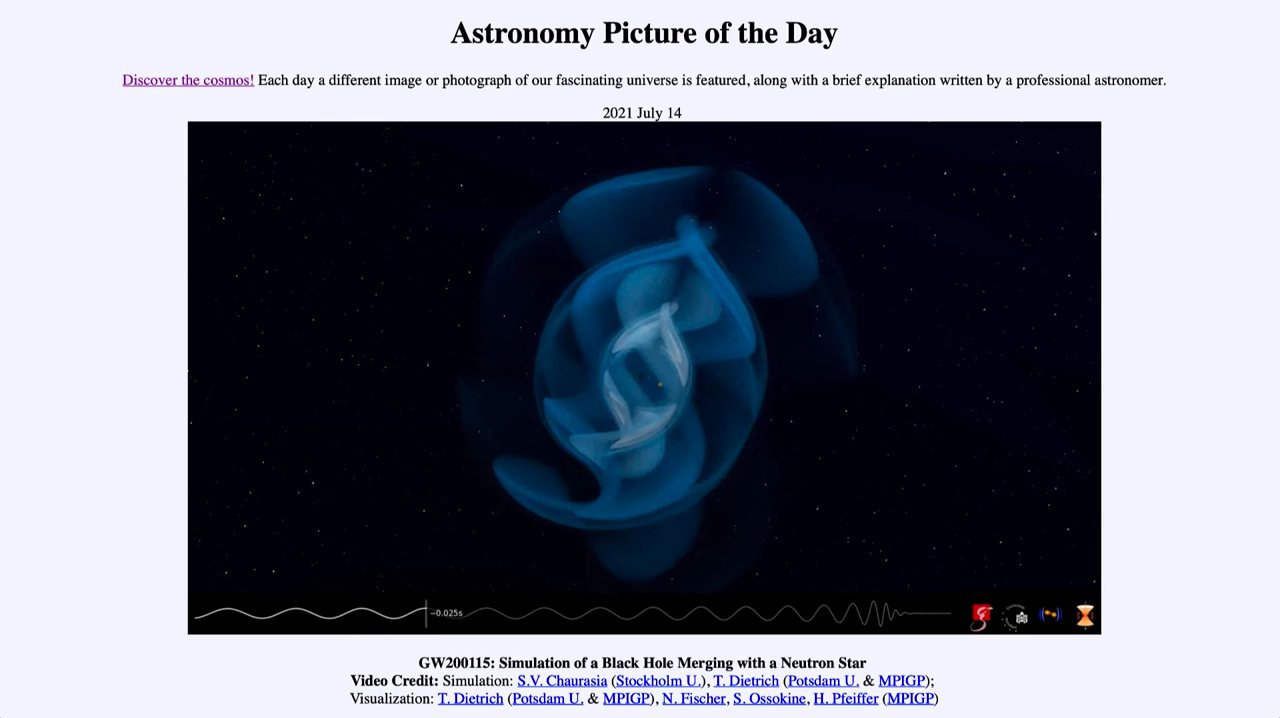 Astronomy Picture of the Day
Discover the cosmos! Each day a different image or photograph of our fascinating universe is featured, along with a brief explanation written by a professional astronomer.
2021 July 14
−0.025s
GW200115: Simulation of a Black Hole Merging with a Neutron Star
Video Credit: Simulation: S.V. Chaurasia (Stockholm U.), T. Dietrich (Potsdam U. & MPIGP);
Visualization: T. Dietrich (Potsdam U. & MPIGP), N. Fischer, S. Ossokine, H. Pfeiffer (MPIGP)